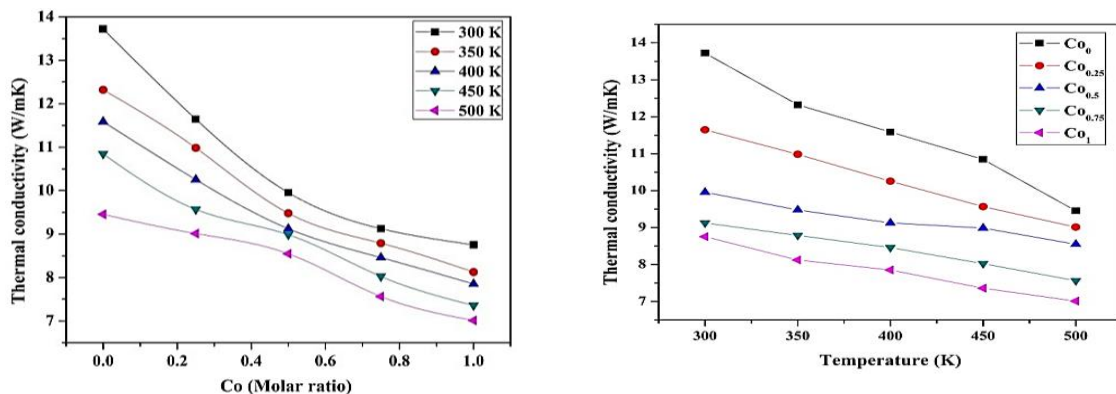 14
13
12
11
10
9
8
7
Thermal conductivity (W/mK)
0.0 0.2 0.4 0.6 0.8 1.0
Co (Molar ratio)
300 K
350 K
400 K
450 K
500 K
14
13
12
11
10
9
8
7
Thermal conductivity (W/mK)
300 350 400 450 500
Temperature (K)
Co₀
Co₀.₂₅
Co₀.₅
Co₀.₇₅
Co₁